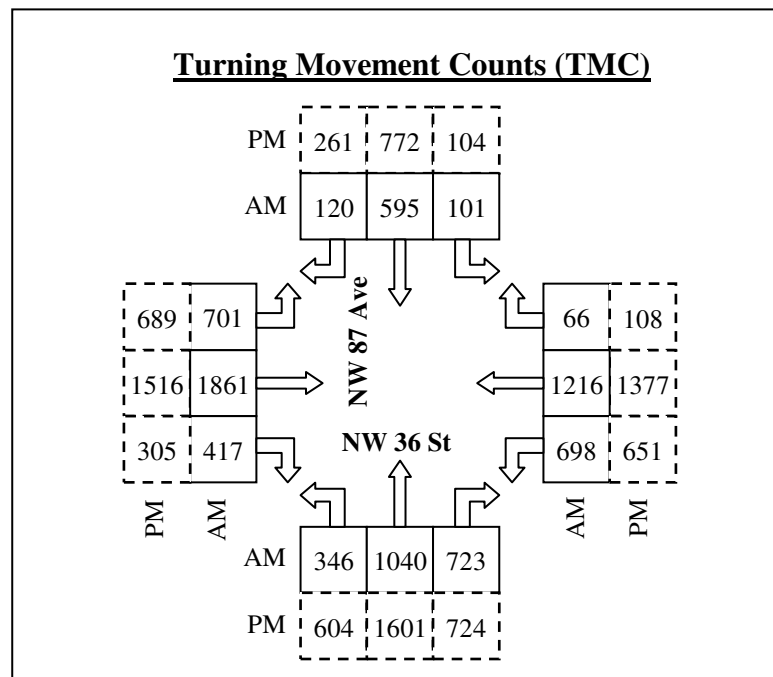 Turning Movement Counts (TMC)
PM 261 772 104
AM 120 595 101
689 701
1516 1861
305 417
PM AM
NW 87 Ave
NW 36 St
66 108
1216 1377
698 651
AM PM
AM 346 1040 723
PM 604 1601 724